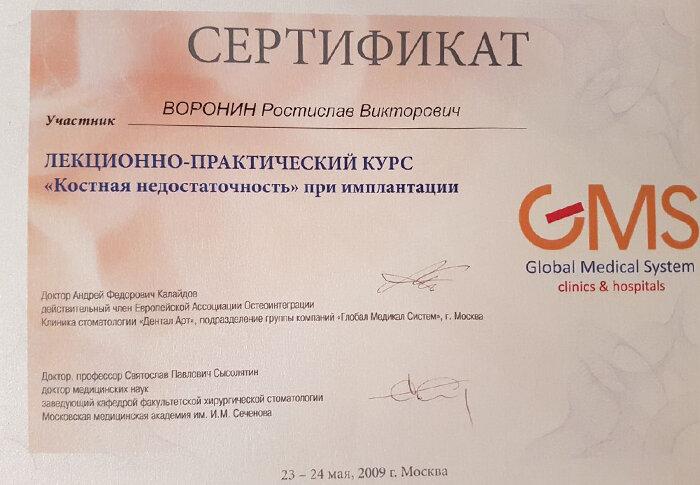 СЕРТИФИКАТ
Участник ВОРОНИН Ростислав Викторович
ЛЕКЦИОННО-ПРАКТИЧЕСКИЙ КУРС
«Костная недостаточность» при имплантации
GMS
Global Medical System
clinics & hospitals
Доктор Андрей Федорович Калайдов
действительный член Европейской Ассоциации Остеоинтеграции
Клиника стоматологии «Дентал Арт», подразделение группы компаний «Глобал Медикал Систем», г. Москва
Доктор, профессор Святослав Павлович Сысолятин
доктор медицинских наук
заведующий кафедрой факультетской хирургической стоматологии
Московская медицинская академия им. И.М. Сеченова
23 – 24 мая, 2009 г. Москва